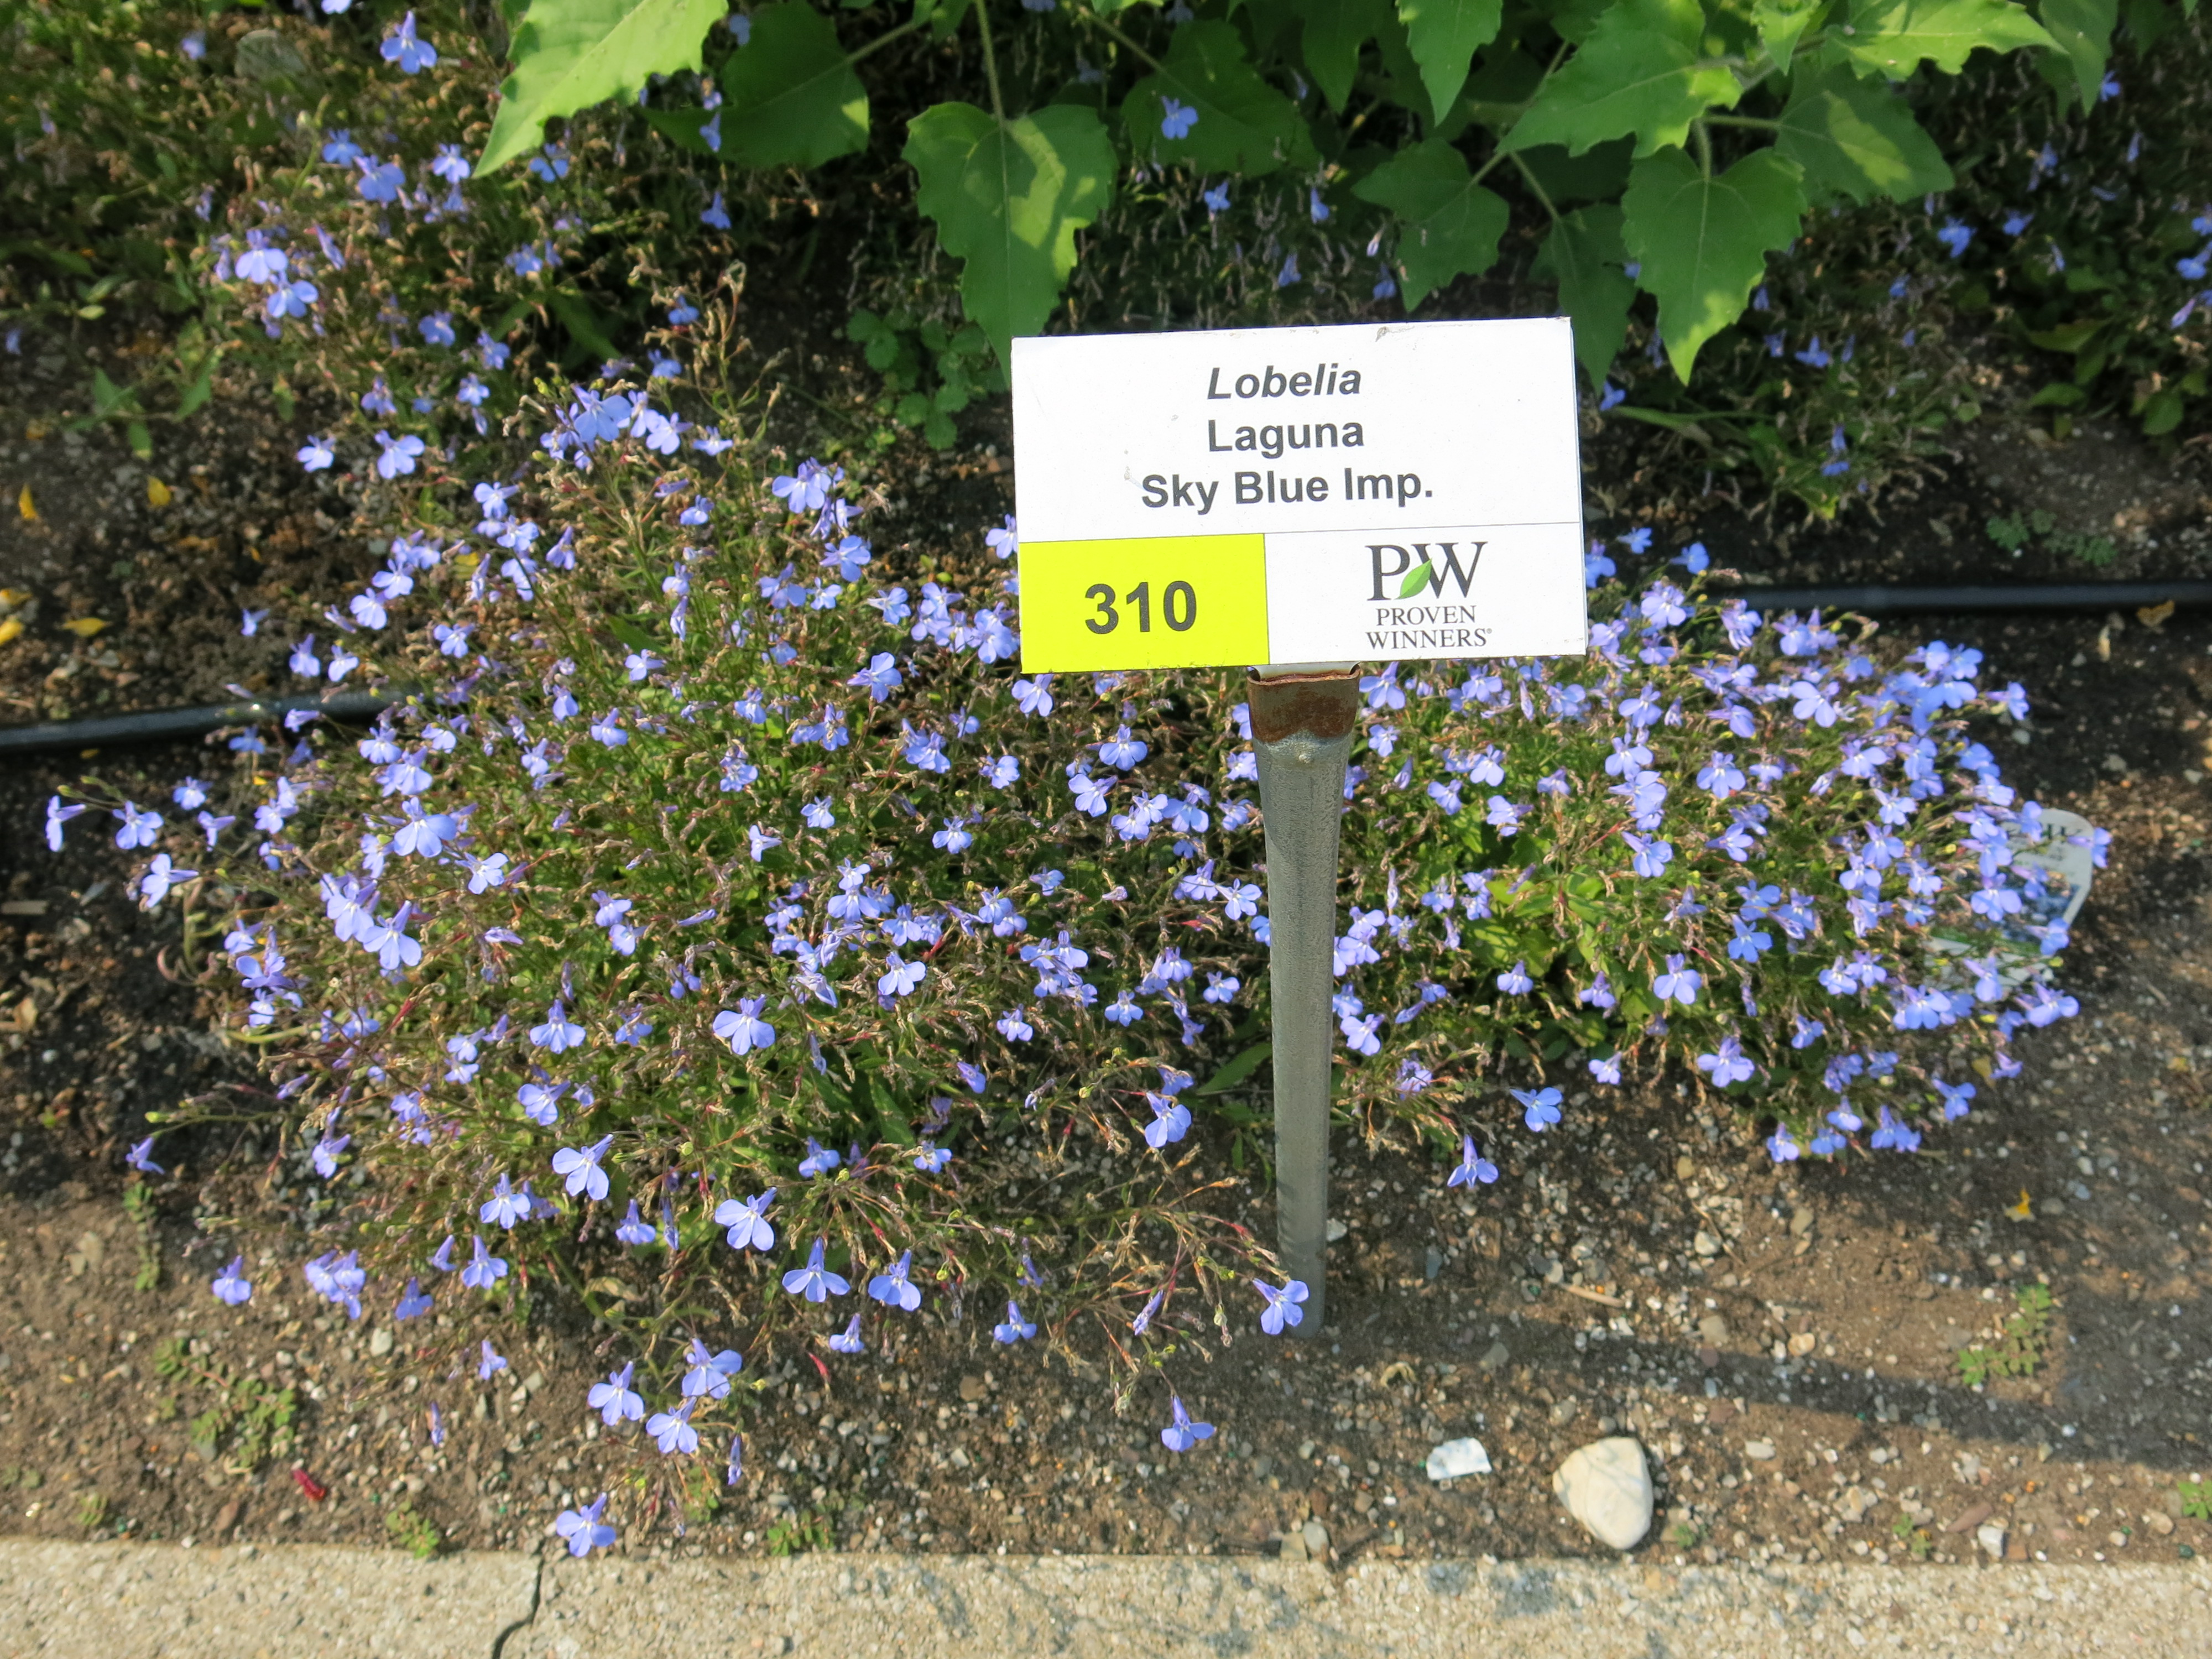 Lobelia
Laguna
Sky Blue Imp.
310
PW
PROVEN
WINNERS®